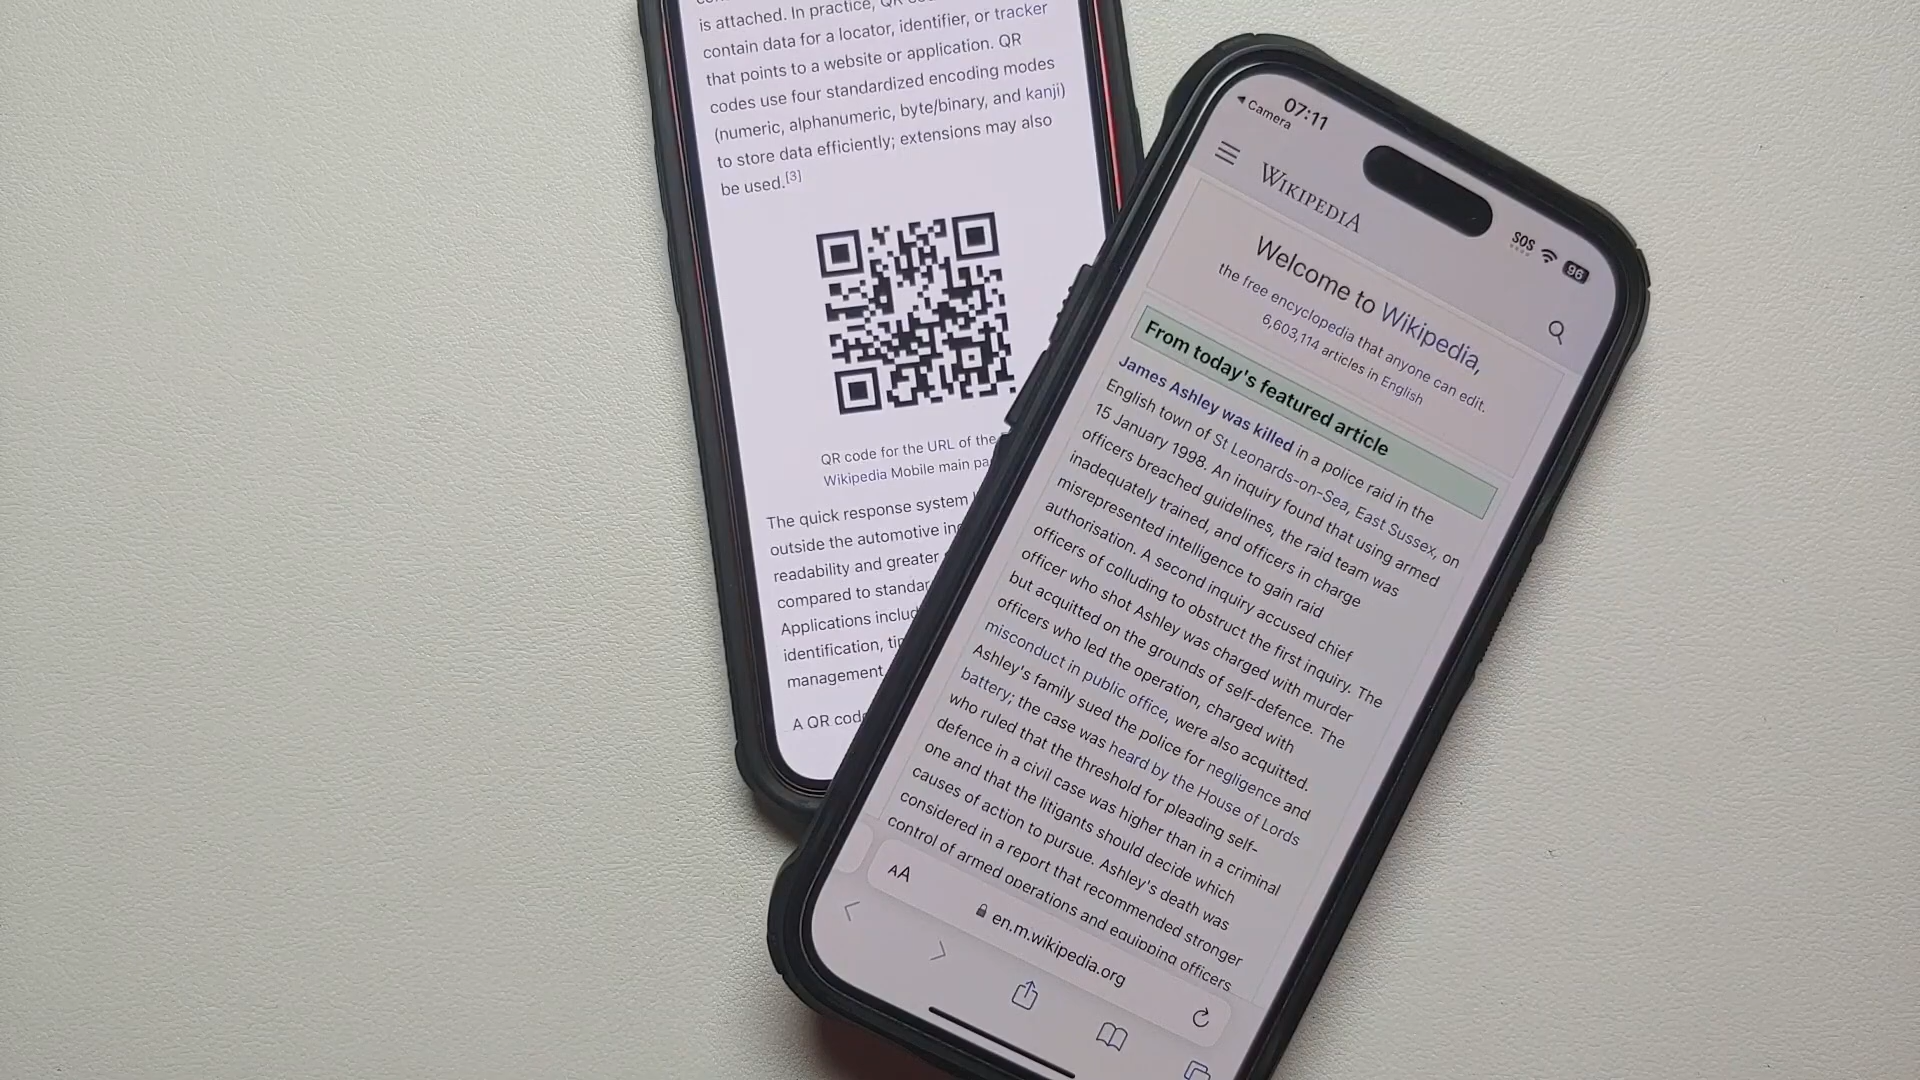 is attached. In practice, QR
contain data for a locator, identifier, or tracker
that points to a website or application. QR
codes use four standardized encoding modes
(numeric, alphanumeric, byte/binary, and kanji)
to store data efficiently; extensions may also
be used.[3]
QR code for the URL of the
Wikipedia Mobile main pa
The quick response system
outside the automotive in
readability and greater
compared to standar
Applications includ
identification, ti
management
A QR cod
Camera
07:11
SOS
96
WIKIPEDIA
Welcome to Wikipedia,
the free encyclopedia that anyone can edit.
6,603,114 articles in English
From today's featured article
James Ashley was killed in a police raid in the
English town of St Leonards-on-Sea, East Sussex, on
15 January 1998. An inquiry found that using armed
officers breached guidelines, the raid team was
inadequately trained, and officers in charge
misrepresented intelligence to gain raid
authorisation. A second inquiry accused chief
officers of colluding to obstruct the first inquiry. The
officer who shot Ashley was charged with murder
but acquitted on the grounds of self-defence. The
officers who led the operation, charged with
misconduct in public office, were also acquitted.
Ashley's family sued the police for negligence and
battery; the case was heard by the House of Lords
who ruled that the threshold for pleading self-
defence in a civil case was higher than in a criminal
one and that the litigants should decide which
causes of action to pursue. Ashley's death was
considered in a report that recommended stronger
control of armed operations and equipping officers
AA
en.m.wikipedia.org